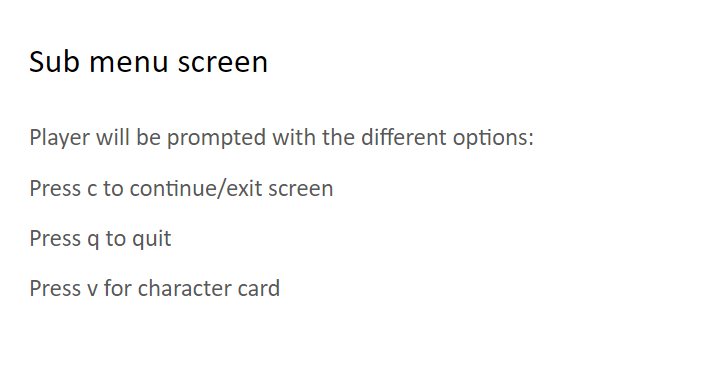 Sub menu screen
Player will be prompted with the different options:
Press c to continue/exit screen
Press q to quit
Press v for character card